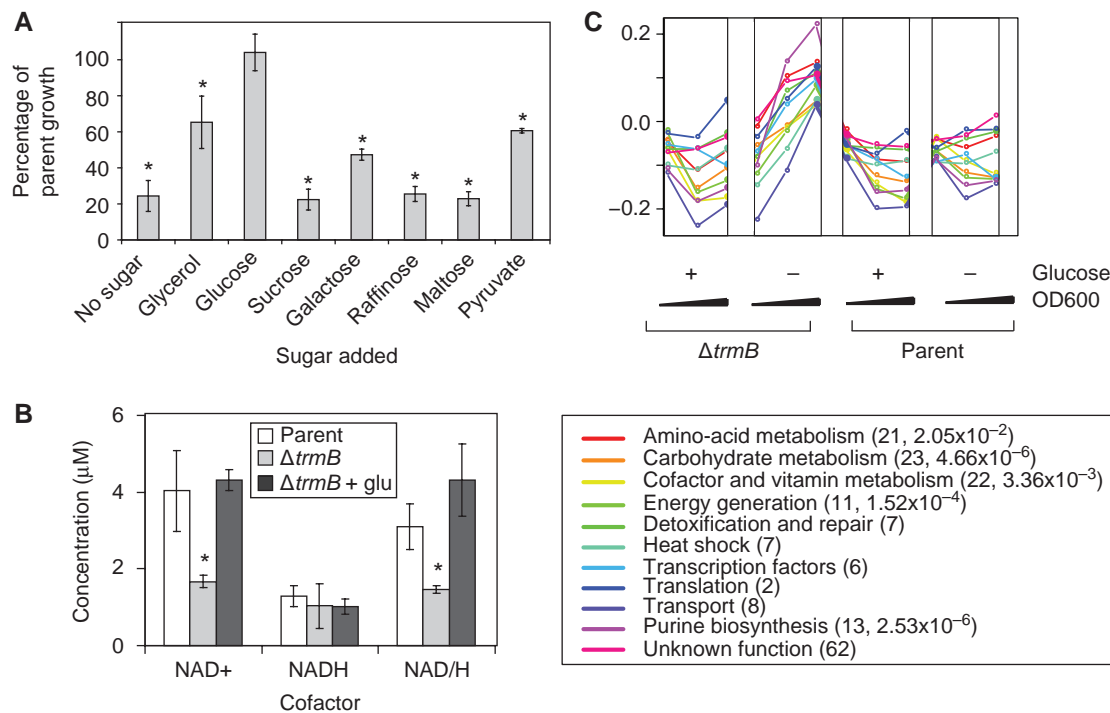 A
Percentage of
parent growth
100
80
60
40
20
0
*
*
*
*
*
*
*
No sugar
Glycerol
Glucose
Sucrose
Galactose
Raffinose
Maltose
Pyruvate
Sugar added
B
Concentration (μM)
6
4
2
0
Parent
ΔtrmB
ΔtrmB + glu
*
*
NAD+ NADH NAD/H
Cofactor
C
0.2
0.0
−0.2
+ − + − Glucose
OD600
ΔtrmB Parent
Amino-acid metabolism (21, 2.05x10⁻²)
Carbohydrate metabolism (23, 4.66x10⁻⁶)
Cofactor and vitamin metabolism (22, 3.36x10⁻³)
Energy generation (11, 1.52x10⁻⁴)
Detoxification and repair (7)
Heat shock (7)
Transcription factors (6)
Translation (2)
Transport (8)
Purine biosynthesis (13, 2.53x10⁻⁶)
Unknown function (62)